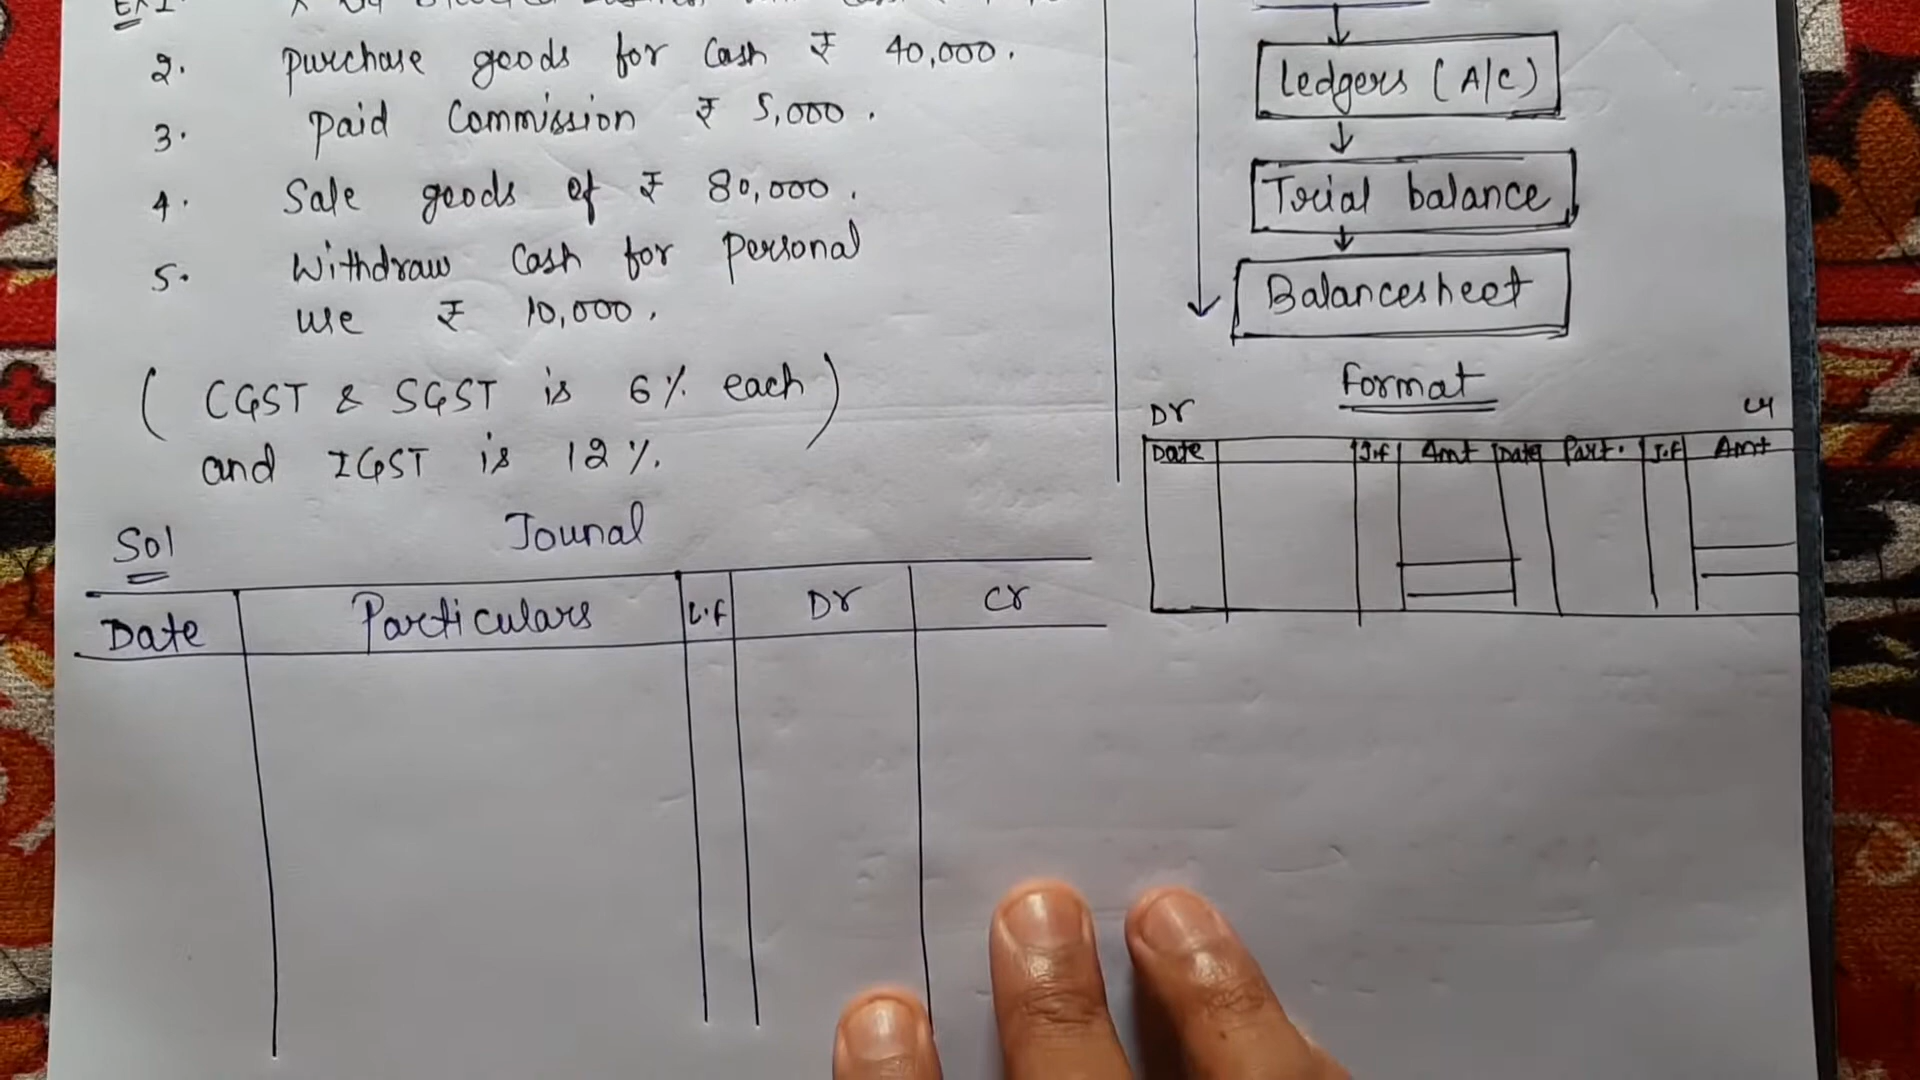 Ex 1.
2. purchase goods for Cash ₹ 40,000.
3. paid Commission ₹ 5,000.
4. Sale goods of ₹ 80,000.
5. Withdraw Cash for personal
use ₹ 10,000.
( CGST & SGST is 6% each )
and IGST is 12%.
Sol
Jounal
Date Particulars L.f Dr Cr
Ledgers (A/C)
↓
Trial balance
↓
Balancesheet
Format
Dr Cr
Date J.f Amt Date Part. J.F Amt